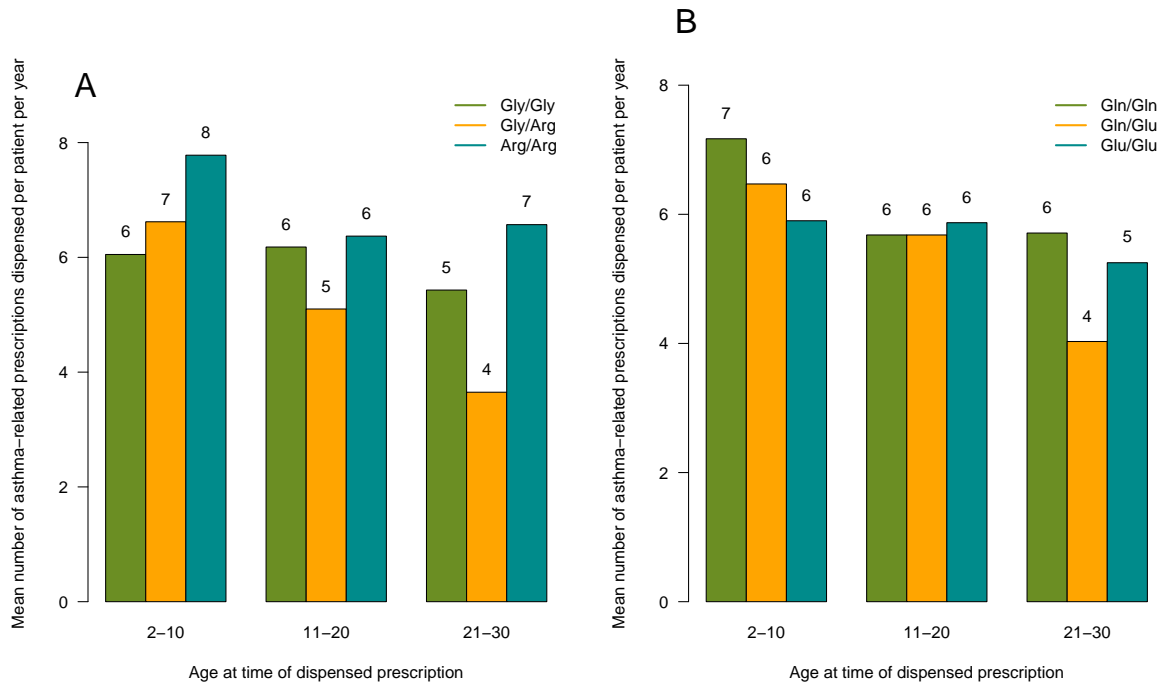 A
Mean number of asthma−related prescriptions dispensed per patient per year
Gly/Gly
Gly/Arg
Arg/Arg
8
6
4
2
0
6
7
8
6
5
6
5
4
7
2−10
11−20
21−30
Age at time of dispensed prescription
B
Mean number of asthma−related prescriptions dispensed per patient per year
Gln/Gln
Gln/Glu
Glu/Glu
8
6
4
2
0
7
6
6
6
6
6
6
4
5
2−10
11−20
21−30
Age at time of dispensed prescription